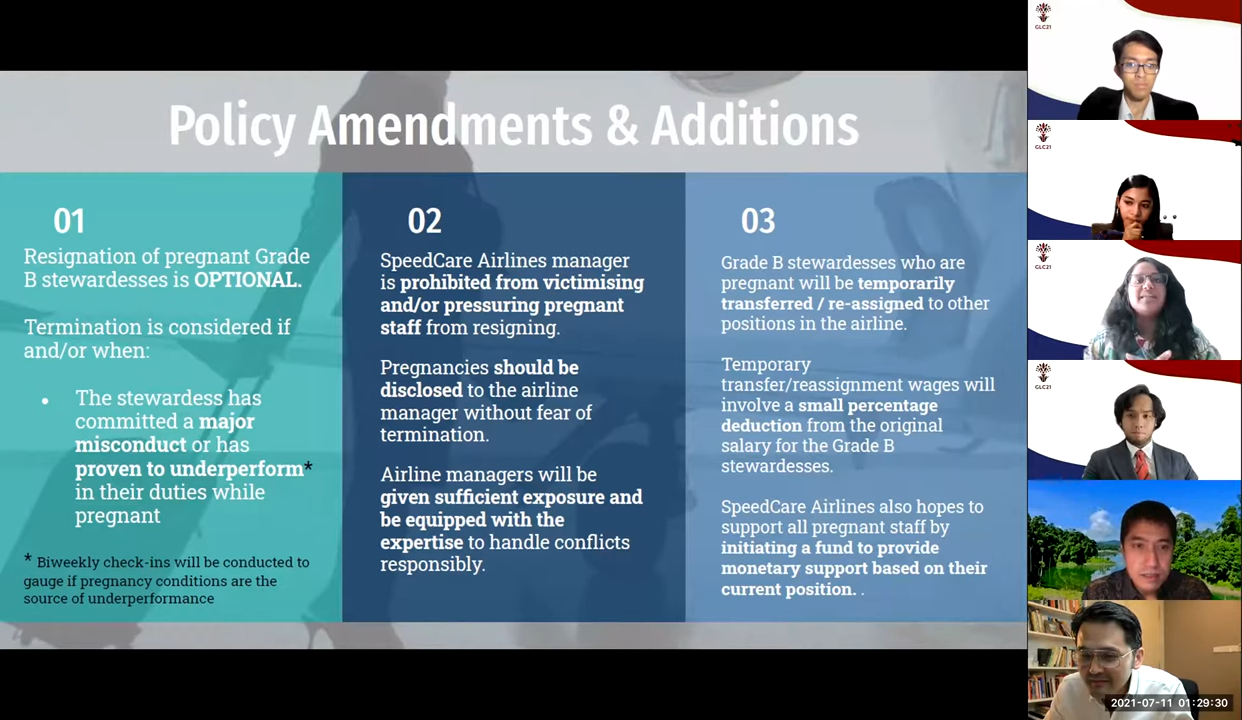 Policy Amendments & Additions
01
Resignation of pregnant Grade
B stewardesses is OPTIONAL.
Termination is considered if
and/or when:
• The stewardess has
committed a major
misconduct or has
proven to underperform*
in their duties while
pregnant
* Biweekly check-ins will be conducted to
gauge if pregnancy conditions are the
source of underperformance
02
SpeedCare Airlines manager
is prohibited from victimising
and/or pressuring pregnant
staff from resigning.
Pregnancies should be
disclosed to the airline
manager without fear of
termination.
Airline managers will be
given sufficient exposure and
be equipped with the
expertise to handle conflicts
responsibly.
03
Grade B stewardesses who are
pregnant will be temporarily
transferred / re-assigned to other
positions in the airline.
Temporary
transfer/reassignment wages will
involve a small percentage
deduction from the original
salary for the Grade B
stewardesses.
SpeedCare Airlines also hopes to
support all pregnant staff by
initiating a fund to provide
monetary support based on their
current position. .
GLC21
GLC21
GLC21
GLC21
2021-07-11 01:29:30